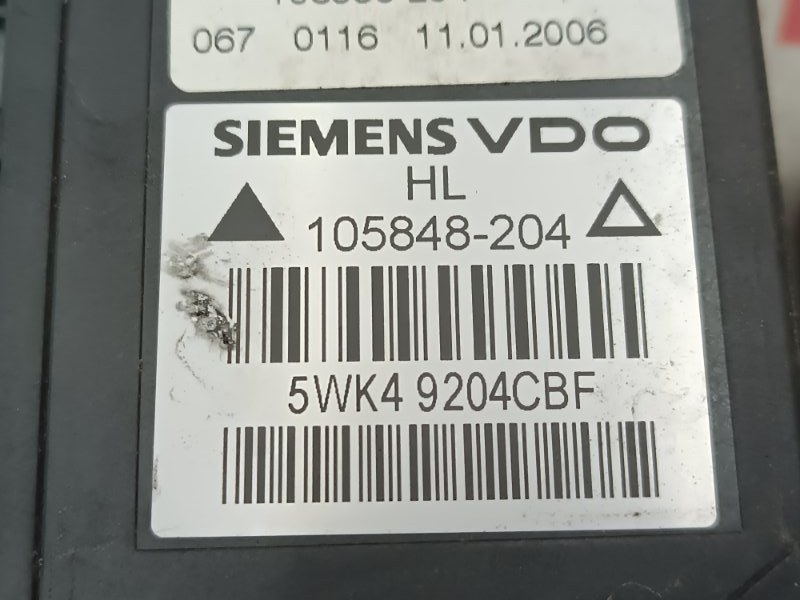 067 0116 11.01.2006
SIEMENS VDO
HL
105848-204
5WK4 9204CBF